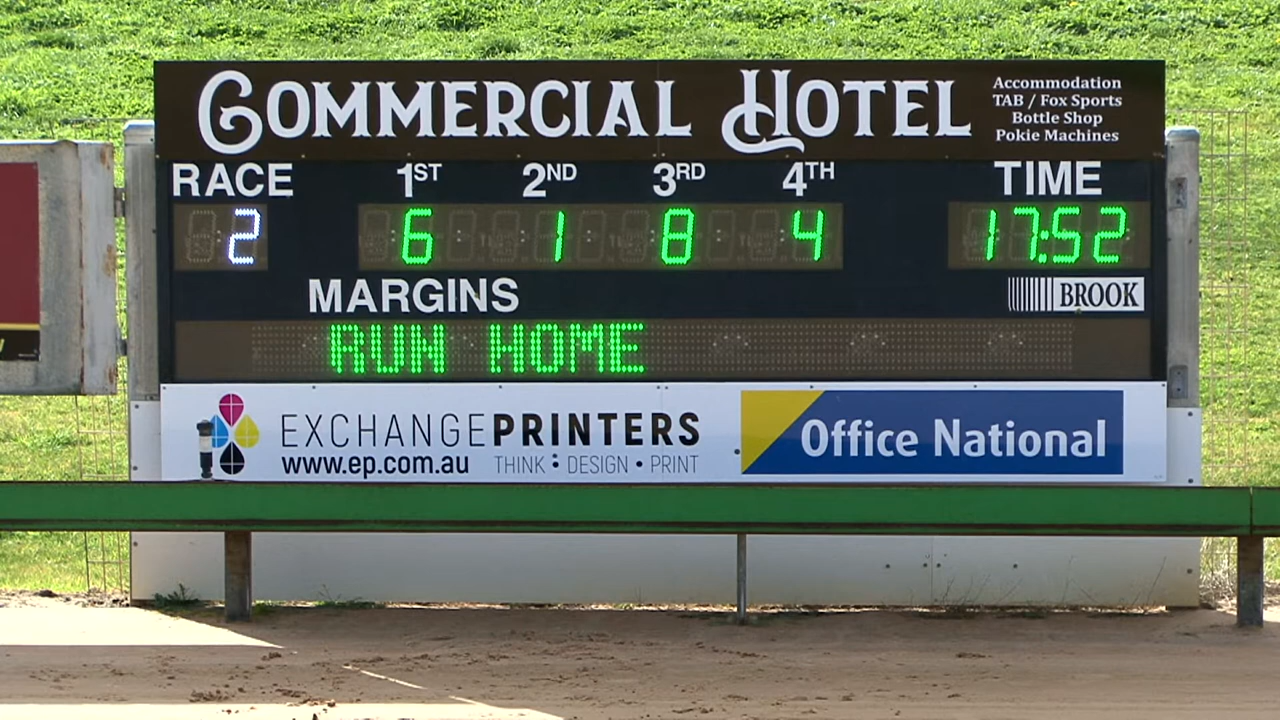 COMMERCIAL HOTEL
Accommodation
TAB / Fox Sports
Bottle Shop
Pokie Machines
RACE 1ST 2ND 3RD 4TH TIME
2 6 1 8 4 17:52
MARGINS
BROOK
RUN HOME
EXCHANGEPRINTERS
www.ep.com.au THINK • DESIGN • PRINT
Office National